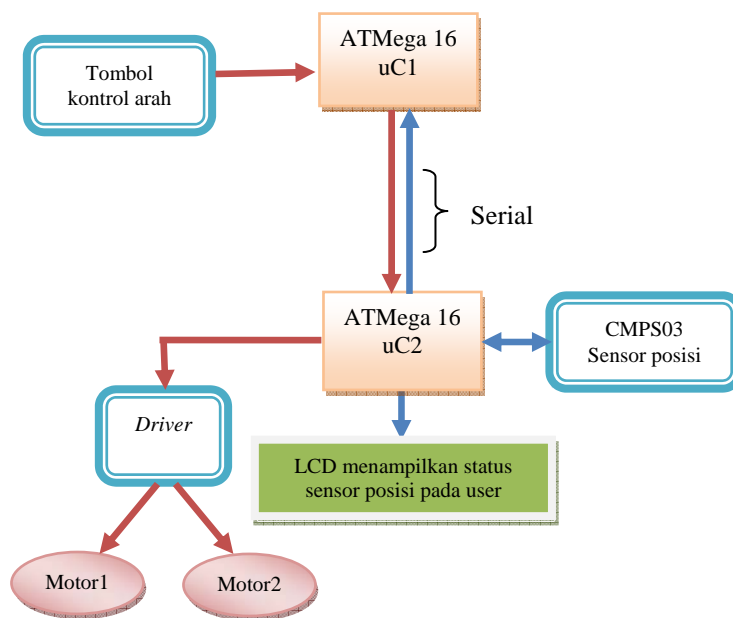 ATMega 16
uC1
Tombol
kontrol arah
Serial
ATMega 16
uC2
CMPS03
Sensor posisi
Driver
LCD menampilkan status
sensor posisi pada user
Motor1
Motor2